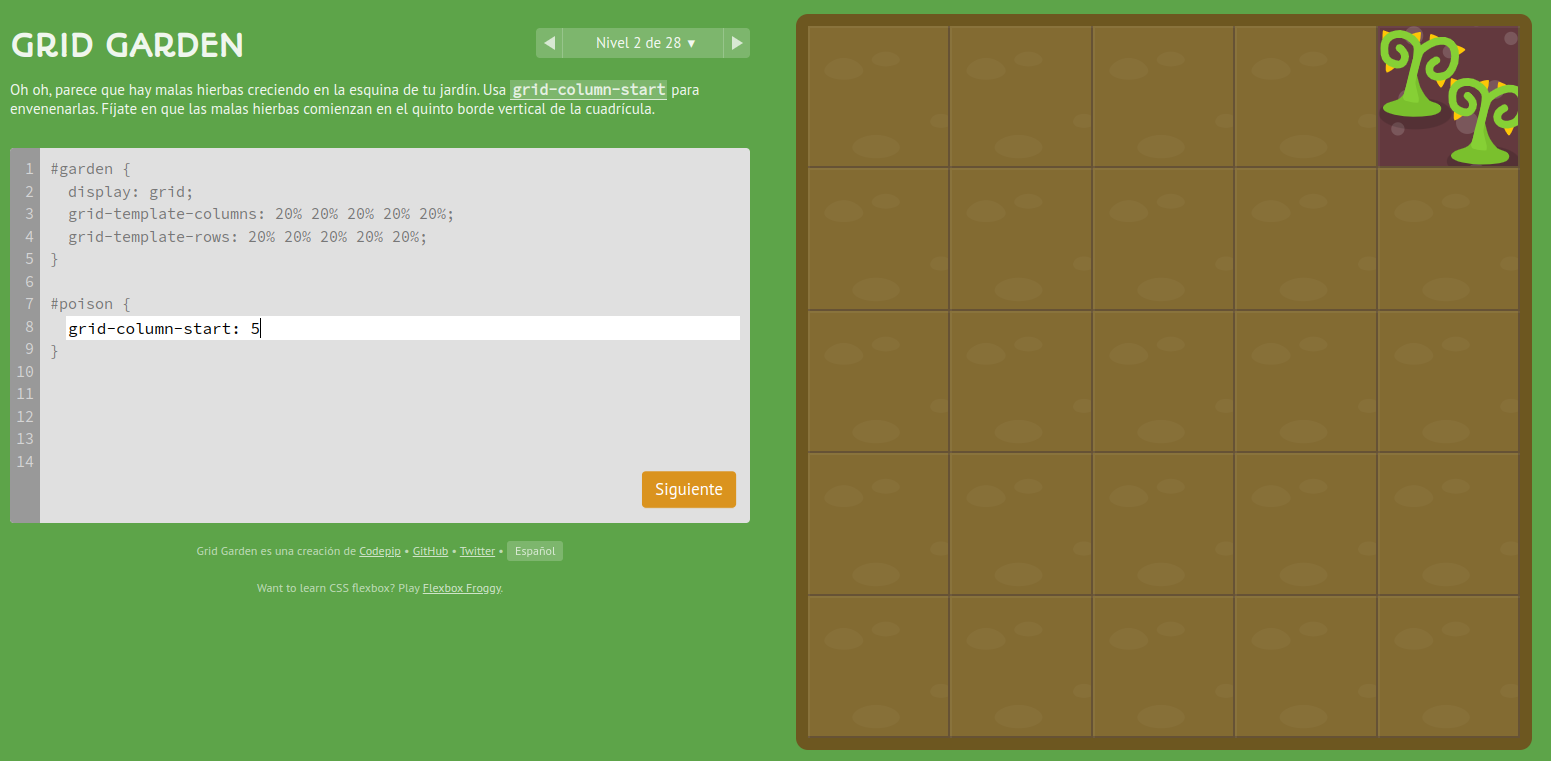 GRID GARDEN
◀ Nivel 2 de 28 ▾ ▶
Oh oh, parece que hay malas hierbas creciendo en la esquina de tu jardín. Usa grid-column-start para
envenenarlas. Fíjate en que las malas hierbas comienzan en el quinto borde vertical de la cuadrícula.
1 #garden {
2 display: grid;
3 grid-template-columns: 20% 20% 20% 20% 20%;
4 grid-template-rows: 20% 20% 20% 20% 20%;
5 }
6
7 #poison {
8 grid-column-start: 5
9 }
10
11
12
13
14
Siguiente
Grid Garden es una creación de Codepip • GitHub • Twitter • Español
Want to learn CSS flexbox? Play Flexbox Froggy.